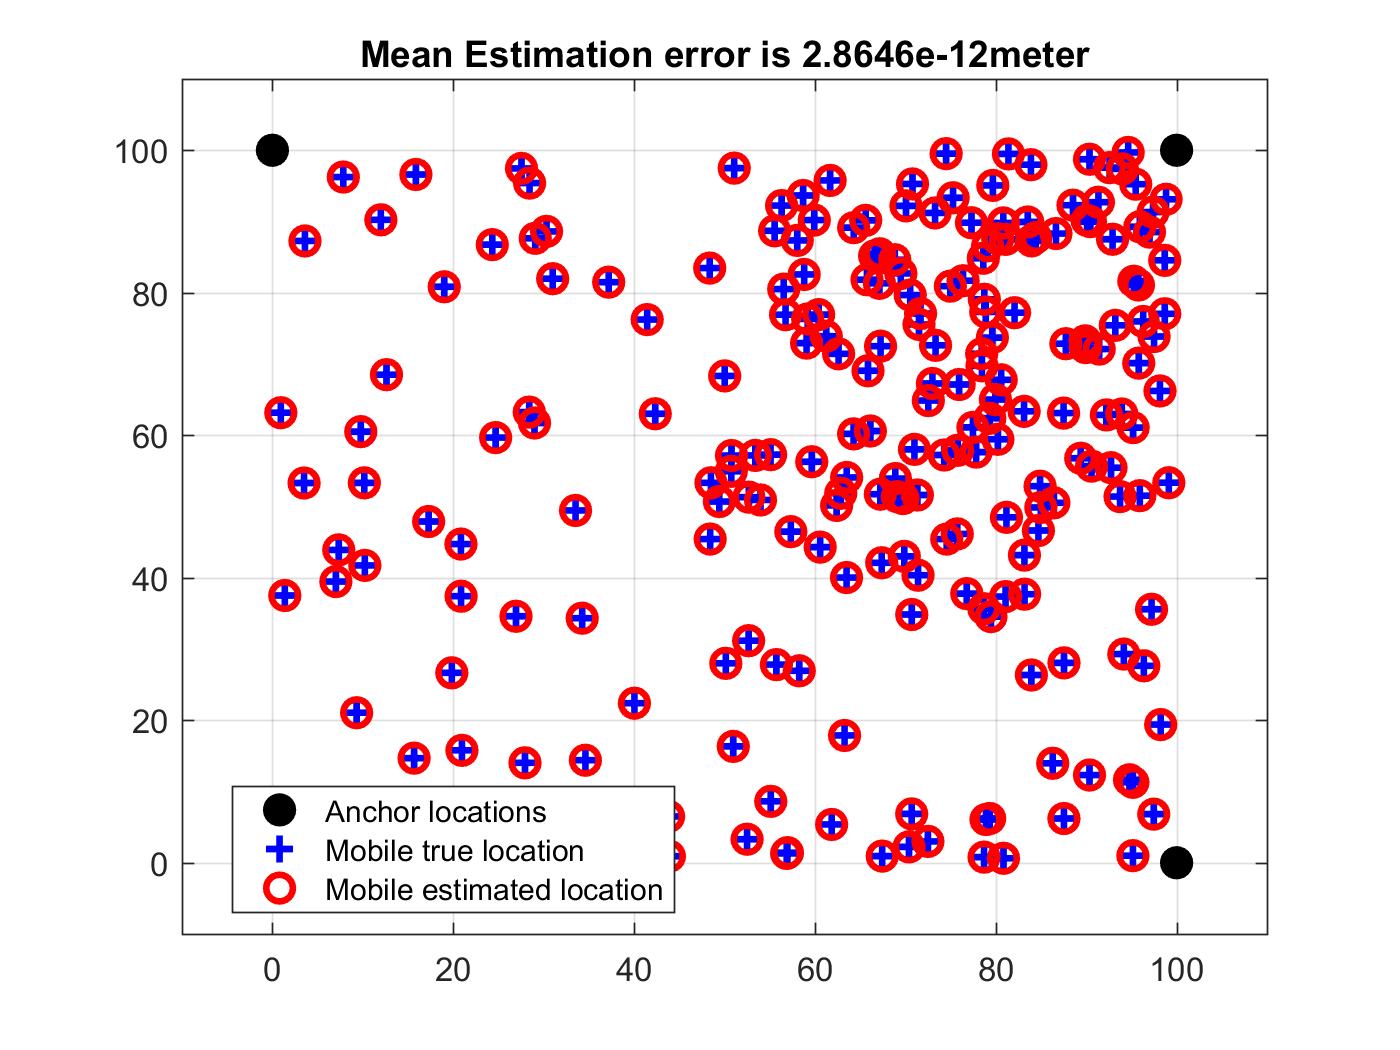 Mean Estimation error is 2.8646e-12meter
100
80
60
40
20
0
Anchor locations
Mobile true location
Mobile estimated location
0 20 40 60 80 100